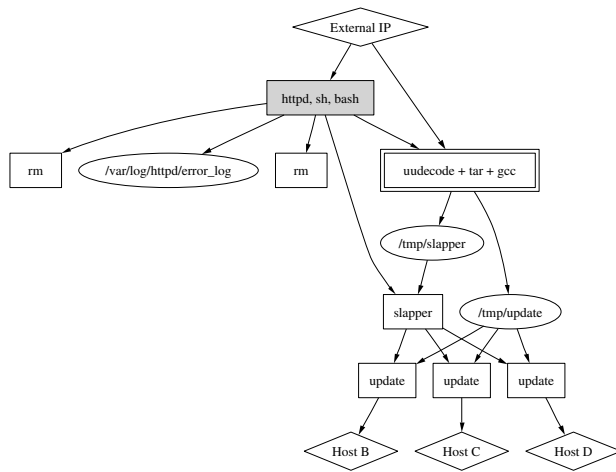 External IP
httpd, sh, bash
rm
/var/log/httpd/error_log
rm
uudecode + tar + gcc
/tmp/slapper
slapper
/tmp/update
update
update
update
Host B
Host C
Host D